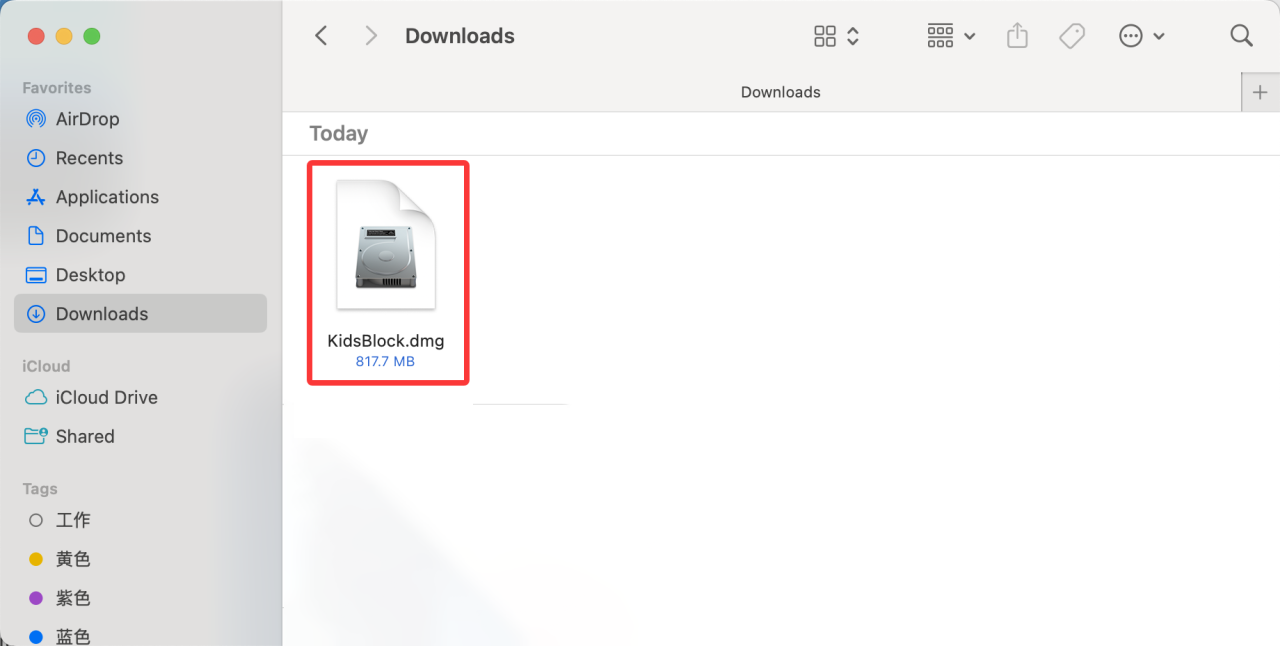 Favorites
AirDrop
Recents
Applications
Documents
Desktop
Downloads
iCloud
iCloud Drive
Shared
Tags
工作
黄色
紫色
蓝色
Downloads
Downloads
Today
KidsBlock.dmg
817.7 MB